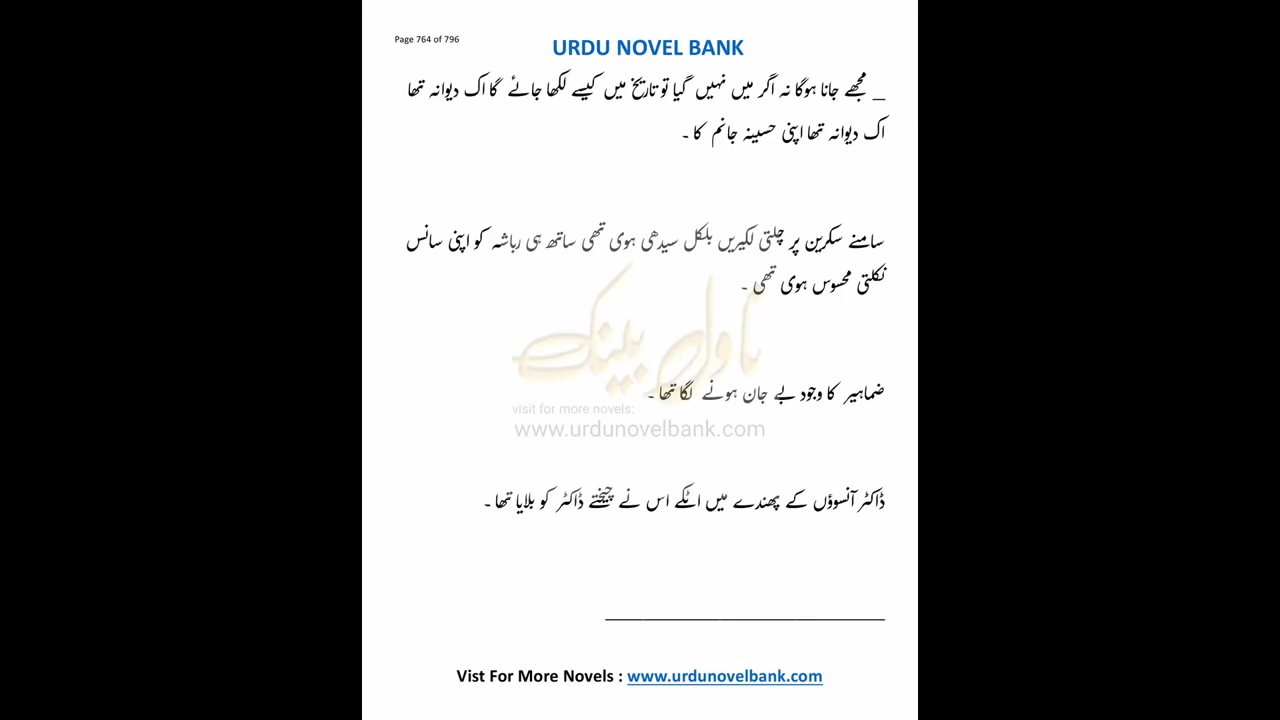 Page 764 of 796
URDU NOVEL BANK
_ مجھے جانا ہوگا نہ اگر میں نہیں گیا تو تاریخ میں کیسے لکھا جائے گا اک دیوانہ تھا
اک دیوانہ تھا اپنی حسینہ جانم کا ۔
سامنے سکرین پر چلتی لکیریں بلکل سیدھی ہوی تھی ساتھ ہی رباشہ کو اپنی سانس
نکلتی محسوس ہوی تھی ۔
ناول بینک
ضماہیر کا وجود بے جان ہونے لگا تھا ۔
visit for more novels:
www.urdunovelbank.com
ڈاکٹر آنسوؤں کے پھندے میں اٹکے اس نے چیختے ڈاکٹر کو بلایا تھا ۔
Vist For More Novels : www.urdunovelbank.com